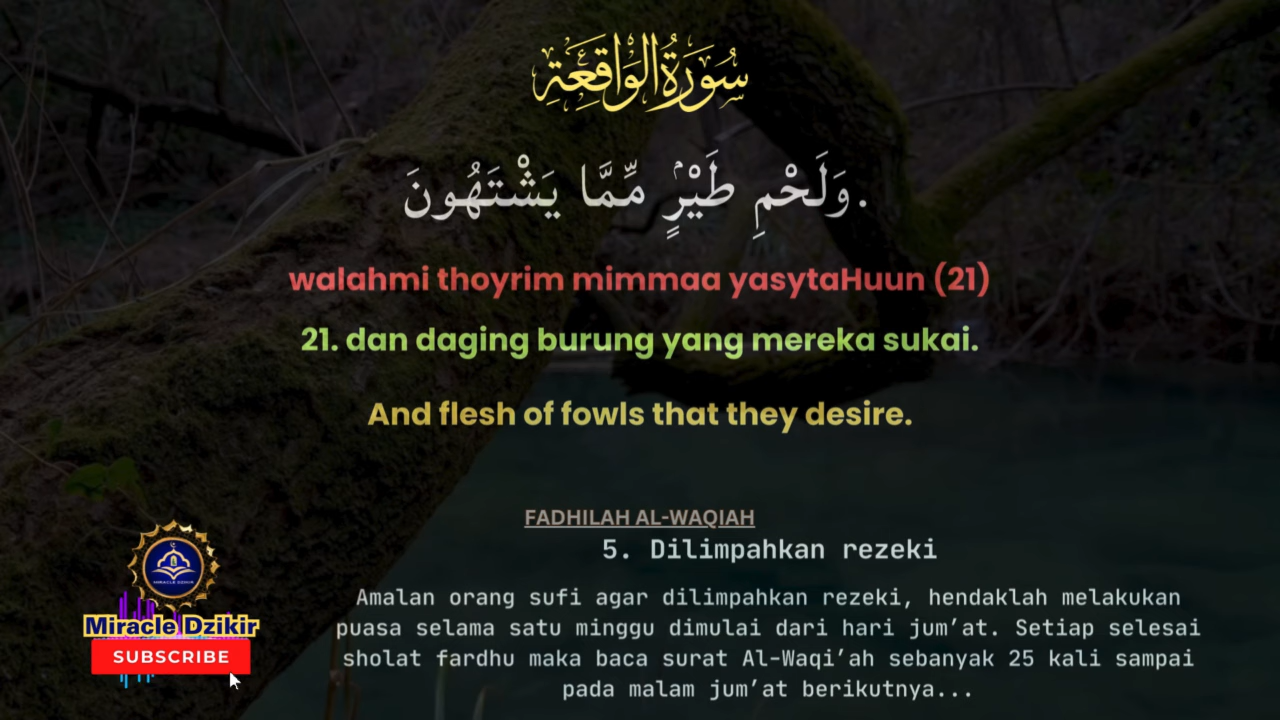 سُورَةُ الوَاقِعَةِ
وَلَحْمِ طَيْرٍۢ مِّمَّا يَشْتَهُونَ.
walahmi thoyrim mimmaa yasytaHuun (21)
21. dan daging burung yang mereka sukai.
And flesh of fowls that they desire.
FADHILAH AL-WAQIAH
5. Dilimpahkan rezeki
Amalan orang sufi agar dilimpahkan rezeki, hendaklah melakukan
puasa selama satu minggu dimulai dari hari jum’at. Setiap selesai
sholat fardhu maka baca surat Al-Waqi’ah sebanyak 25 kali sampai
pada malam jum’at berikutnya...
MIRACLE DZIKIR
Miracle Dzikir
SUBSCRIBE